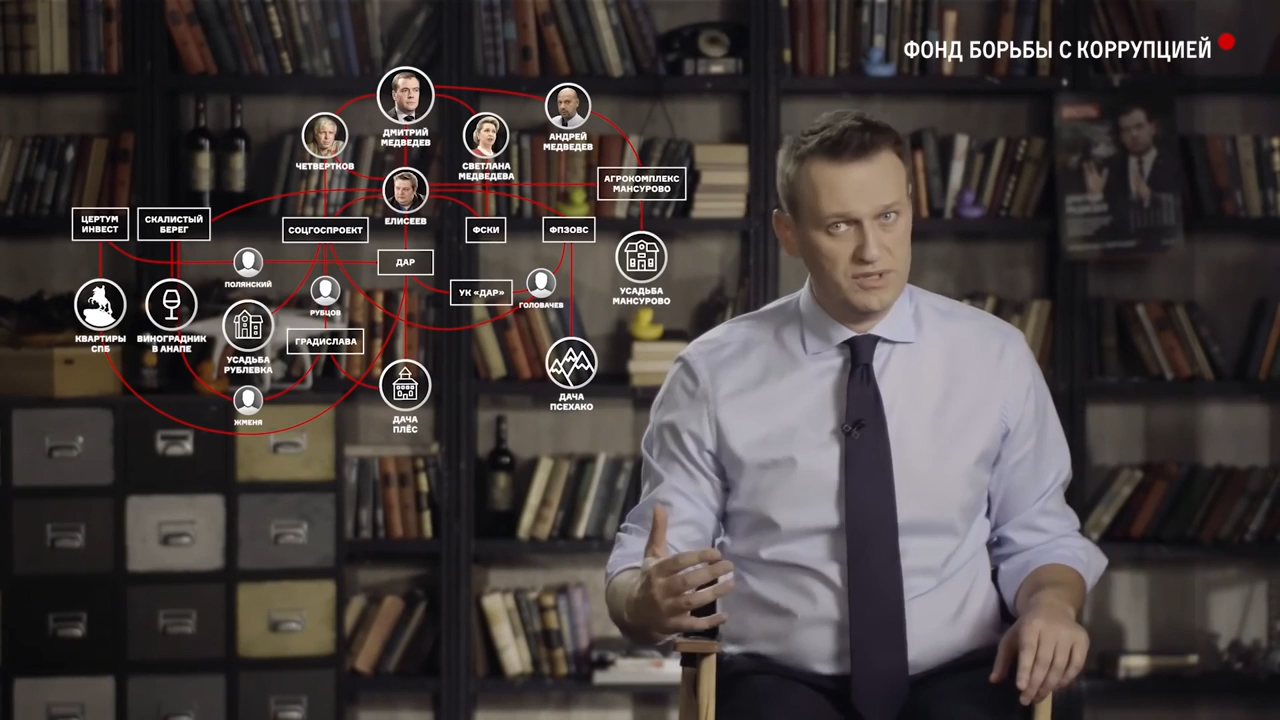 ФОНД БОРЬБЫ С КОРРУПЦИЕЙ
ДМИТРИЙ
МЕДВЕДЕВ
ЧЕТВЕРТКОВ
СВЕТЛАНА
МЕДВЕДЕВА
АНДРЕЙ
МЕДВЕДЕВ
ЕЛИСЕЕВ
АГРОКОМПЛЕКС
МАНСУРОВО
ЦЕРТУМ
ИНВЕСТ
СКАЛИСТЫЙ
БЕРЕГ
СОЦГОСПРОЕКТ
ФСКИ
ФПЗОВС
ДАР
ПОЛЯНСКИЙ
УК «ДАР»
ГОЛОВАЧЕВ
УСАДЬБА
МАНСУРОВО
РУБЦОВ
КВАРТИРЫ
СПБ
ВИНОГРАДНИК
В АНАПЕ
УСАДЬБА
РУБЛЕВКА
ГРАДИСЛАВА
ЖМЕНЯ
ДАЧА
ПЛЁС
ДАЧА
ПСЕХАКО